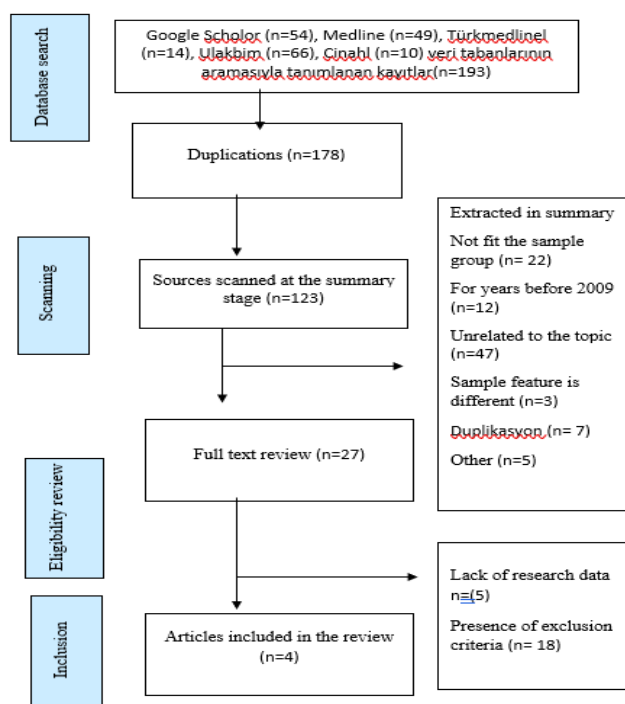 Database search
Google Scholor (n=54), Medline (n=49), Türkmedlinel
(n=14), Ulakbim (n=66), Cinahl (n=10) veri tabanlarının
aramasıyla tanımlanan kayıtlar(n=193)
Duplications (n=178)
Scanning
Sources scanned at the summary
stage (n=123)
Extracted in summary
Not fit the sample
group (n= 22)
For years before 2009
(n=12)
Unrelated to the topic
(n=47)
Sample feature is
different (n=3)
Duplikasyon (n= 7)
Other (n=5)
Eligibility review
Full text review (n=27)
Lack of research data
n=(5)
Presence of exclusion
criteria (n= 18)
Inclusion
Articles included in the review
(n=4)